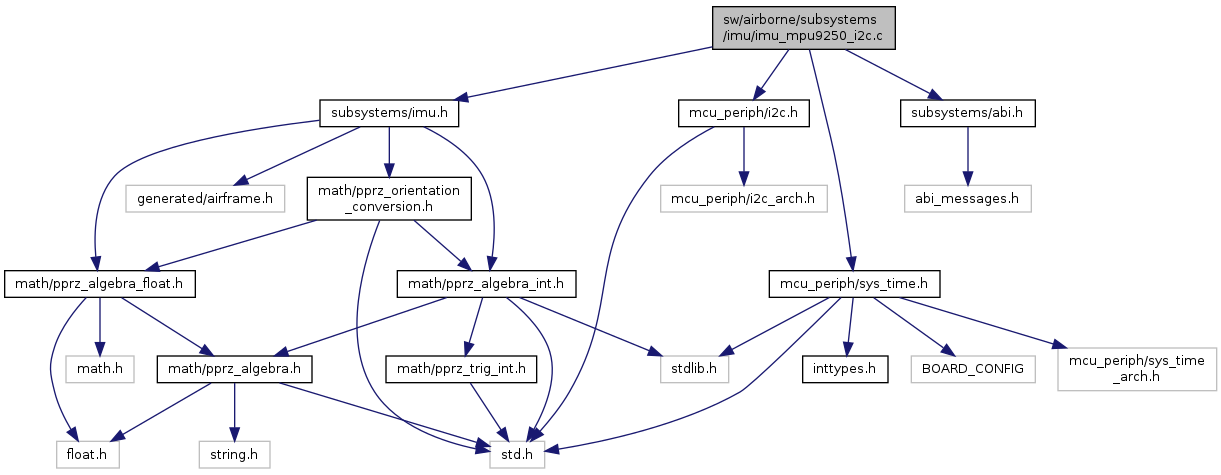 sw/airborne/subsystems
/imu/imu_mpu9250_i2c.c
subsystems/imu.h
mcu_periph/i2c.h
subsystems/abi.h
generated/airframe.h
math/pprz_orientation
_conversion.h
mcu_periph/i2c_arch.h
abi_messages.h
math/pprz_algebra_float.h
math/pprz_algebra_int.h
mcu_periph/sys_time.h
math.h
math/pprz_algebra.h
math/pprz_trig_int.h
stdlib.h
inttypes.h
BOARD_CONFIG
mcu_periph/sys_time
_arch.h
float.h
string.h
std.h